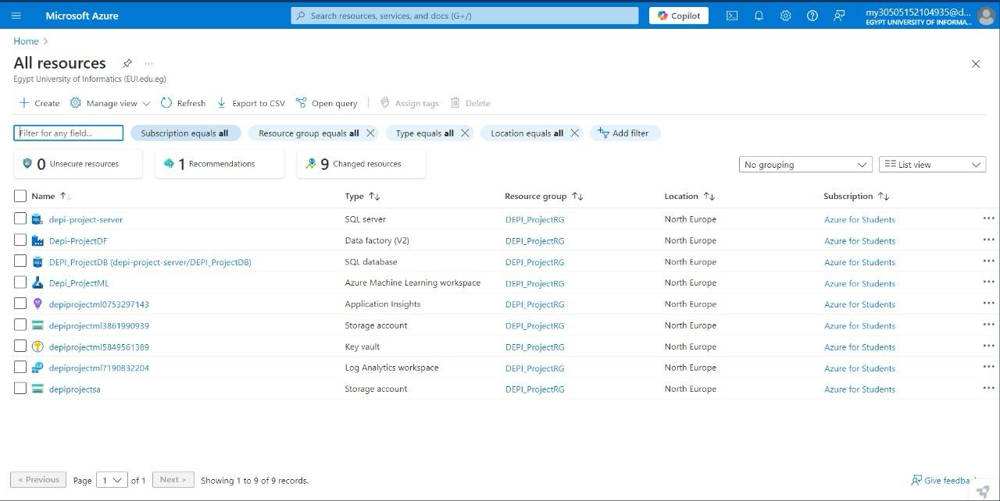 Microsoft Azure
Search resources, services, and docs (G+/)
Copilot
my30505152104935@d...
EGYPT UNIVERSITY OF INFORMA...
Home >
All resources
...
Egypt University of Informatics (EUI.edu.eg)
Create Manage view Refresh Export to CSV Open query Assign tags Delete
Filter for any field... Subscription equals all Resource group equals all Type equals all Location equals all Add filter
0 Unsecure resources 1 Recommendations 9 Changed resources
No grouping List view
Name Type Resource group Location Subscription
depi-project-server SQL server DEPI_ProjectRG North Europe Azure for Students ...
Depi-ProjectDF Data factory (V2) DEPI_ProjectRG North Europe Azure for Students ...
DEPI_ProjectDB (depi-project-server/DEPI_ProjectDB) SQL database DEPI_ProjectRG North Europe Azure for Students ...
Depi_ProjectML Azure Machine Learning workspace DEPI_ProjectRG North Europe Azure for Students ...
depiprojectml0753297143 Application Insights DEPI_ProjectRG North Europe Azure for Students ...
depiprojectml3861990939 Storage account DEPI_ProjectRG North Europe Azure for Students ...
depiprojectml5849561389 Key vault DEPI_ProjectRG North Europe Azure for Students ...
depiprojectml7190832204 Log Analytics workspace DEPI_ProjectRG North Europe Azure for Students ...
depiprojectsa Storage account DEPI_ProjectRG North Europe Azure for Students ...
< Previous Page 1 of 1 Next > Showing 1 to 9 of 9 records.
Give feedba